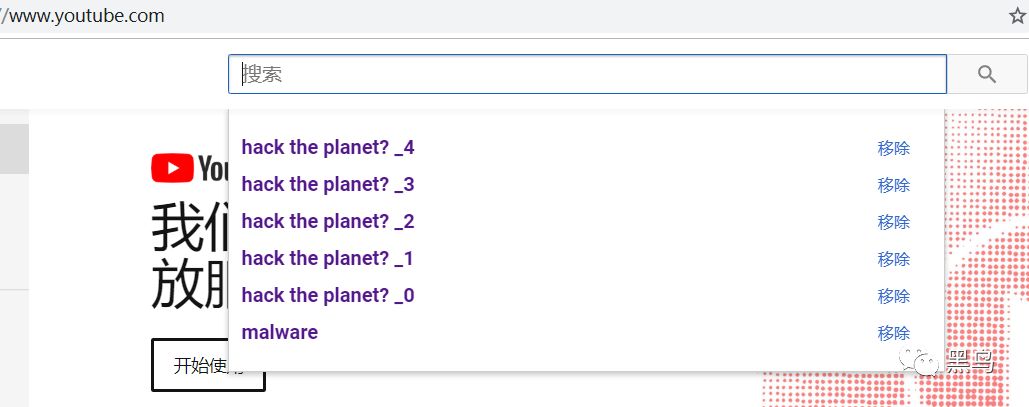 //www.youtube.com
搜索
hack the planet? _4 移除
hack the planet? _3 移除
hack the planet? _2 移除
hack the planet? _1 移除
hack the planet? _0 移除
malware 移除
You
我们
放服
开始使用
黑鸟